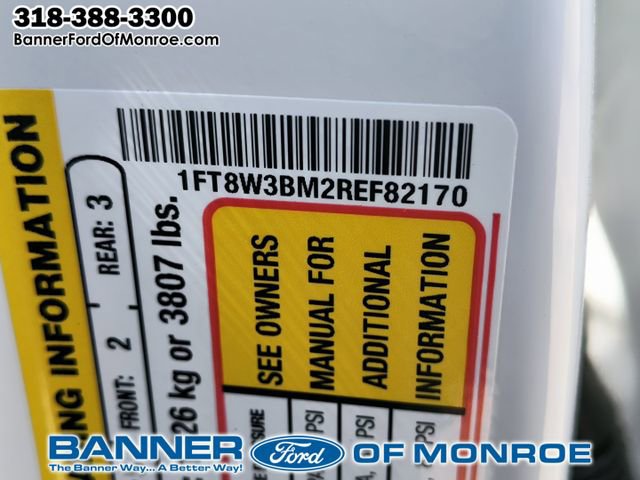 318-388-3300
BannerFordOfMonroe.com
1FT8W3BM2REF82170
INFORMATION
FRONT: 2 REAR: 3
26 kg or 3807 lbs.
SEE OWNERS
MANUAL FOR
ADDITIONAL
INFORMATION
PSI
PSI
PSI
BANNER Ford OF MONROE
The Banner Way... A Better Way!